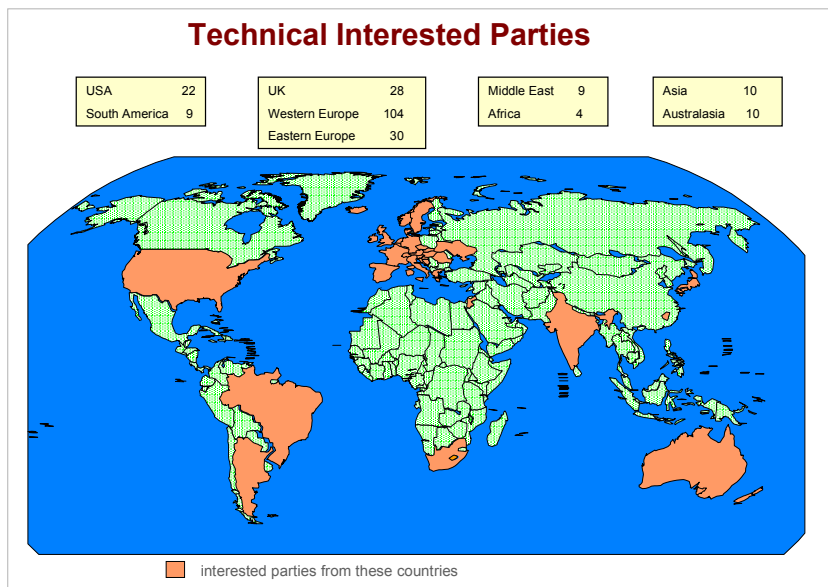 Technical Interested Parties
USA 22
South America 9
UK 28
Western Europe 104
Eastern Europe 30
Middle East 9
Africa 4
Asia 10
Australasia 10
interested parties from these countries